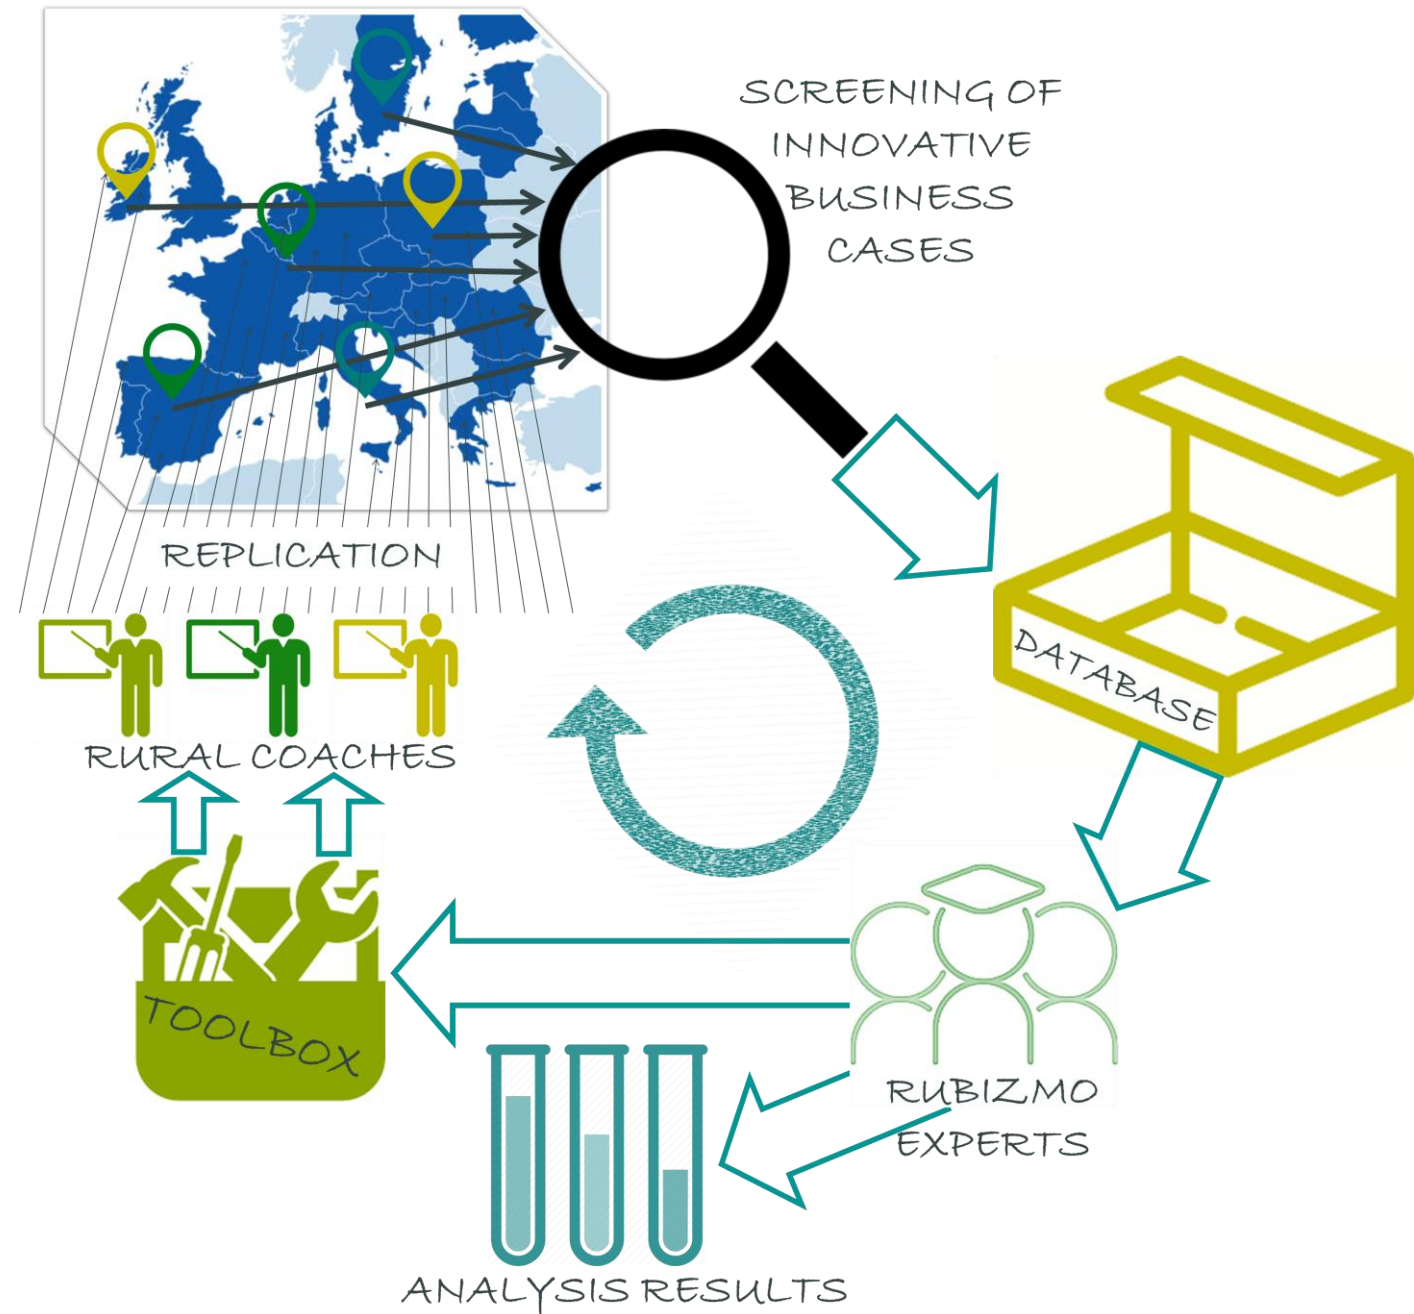 SCREENING OF
INNOVATIVE
BUSINESS
CASES
REPLICATION
DATABASE
RURAL COACHES
TOOLBOX
RUBIZMO
EXPERTS
ANALYSIS RESULTS